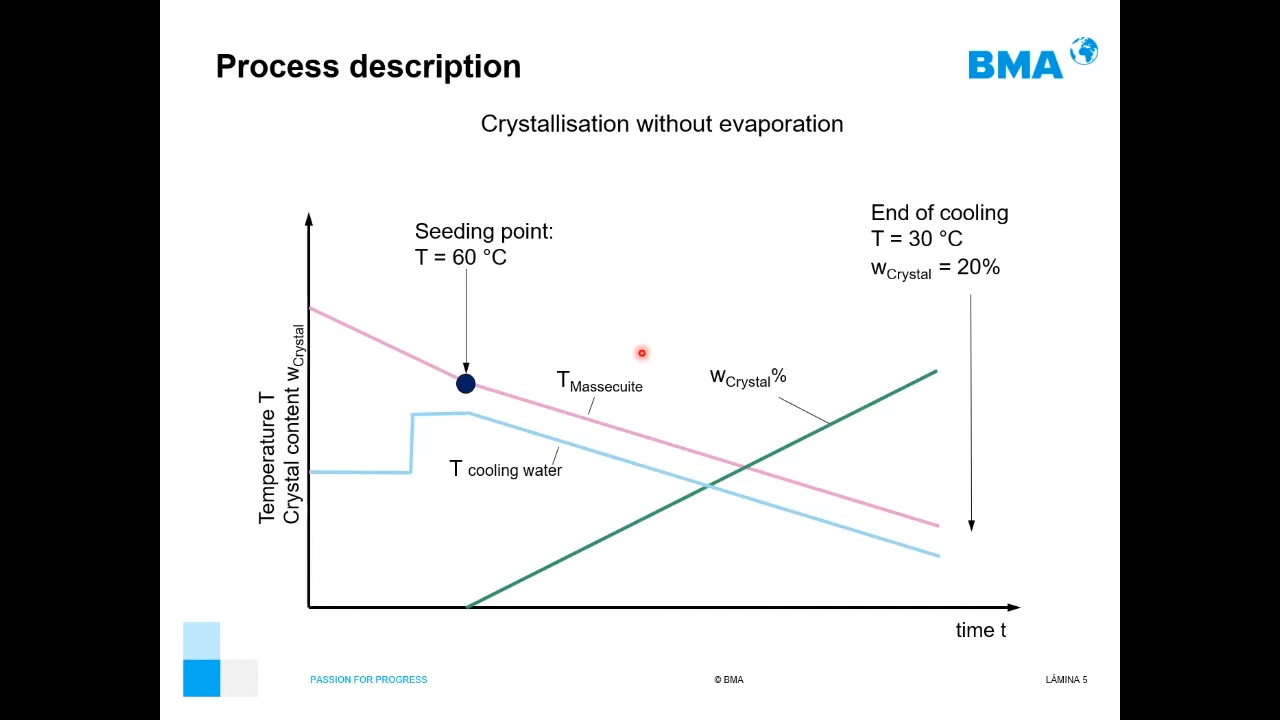 Process description
BMA
Crystallisation without evaporation
Seeding point:
T = 60 °C
End of cooling
T = 30 °C
wCrystal = 20%
Temperature T
Crystal content wCrystal
TMassecuite
wCrystal%
T cooling water
time t
PASSION FOR PROGRESS
© BMA
LÁMINA 5